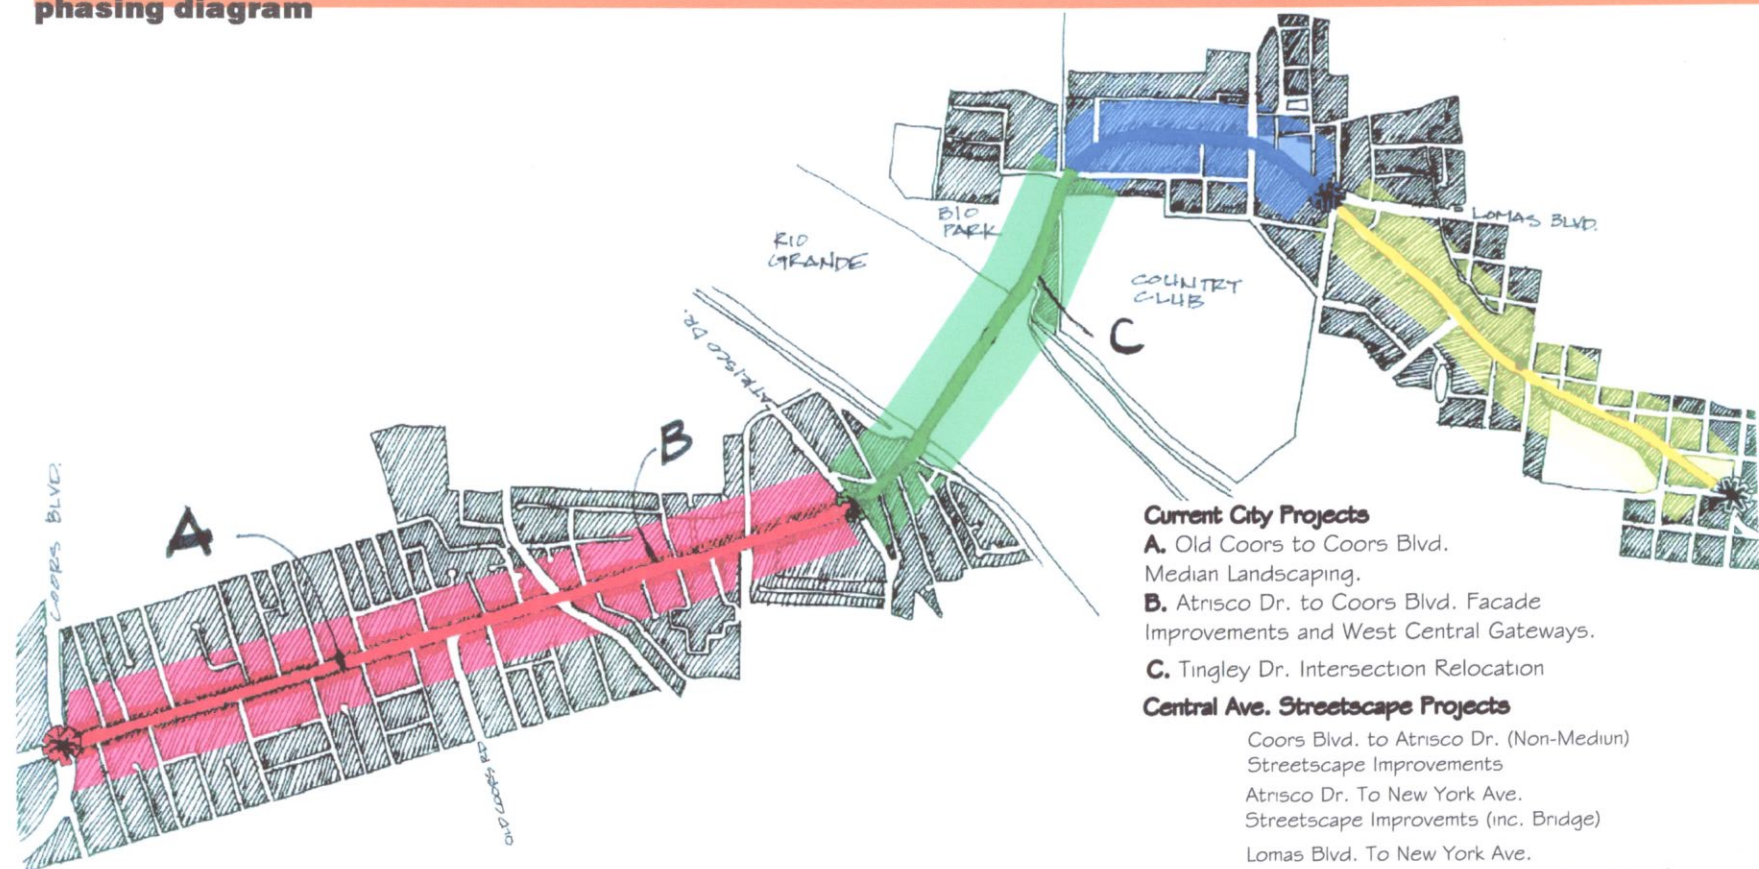 phasing diagram
BIO
PARK
LOMAS BLVD.
RIO
GRANDE
COUNTRY
CLUB
ATRISCO DR.
C
B
A
COORS BLVD.
OLD COORS RD
Current City Projects
A. Old Coors to Coors Blvd.
Median Landscaping.
B. Atrisco Dr. to Coors Blvd. Facade
Improvements and West Central Gateways.
C. Tingley Dr. Intersection Relocation
Central Ave. Streetscape Projects
Coors Blvd. to Atrisco Dr. (Non-Mediun)
Streetscape Improvements
Atrisco Dr. To New York Ave.
Streetscape Improvemts (inc. Bridge)
Lomas Blvd. To New York Ave.